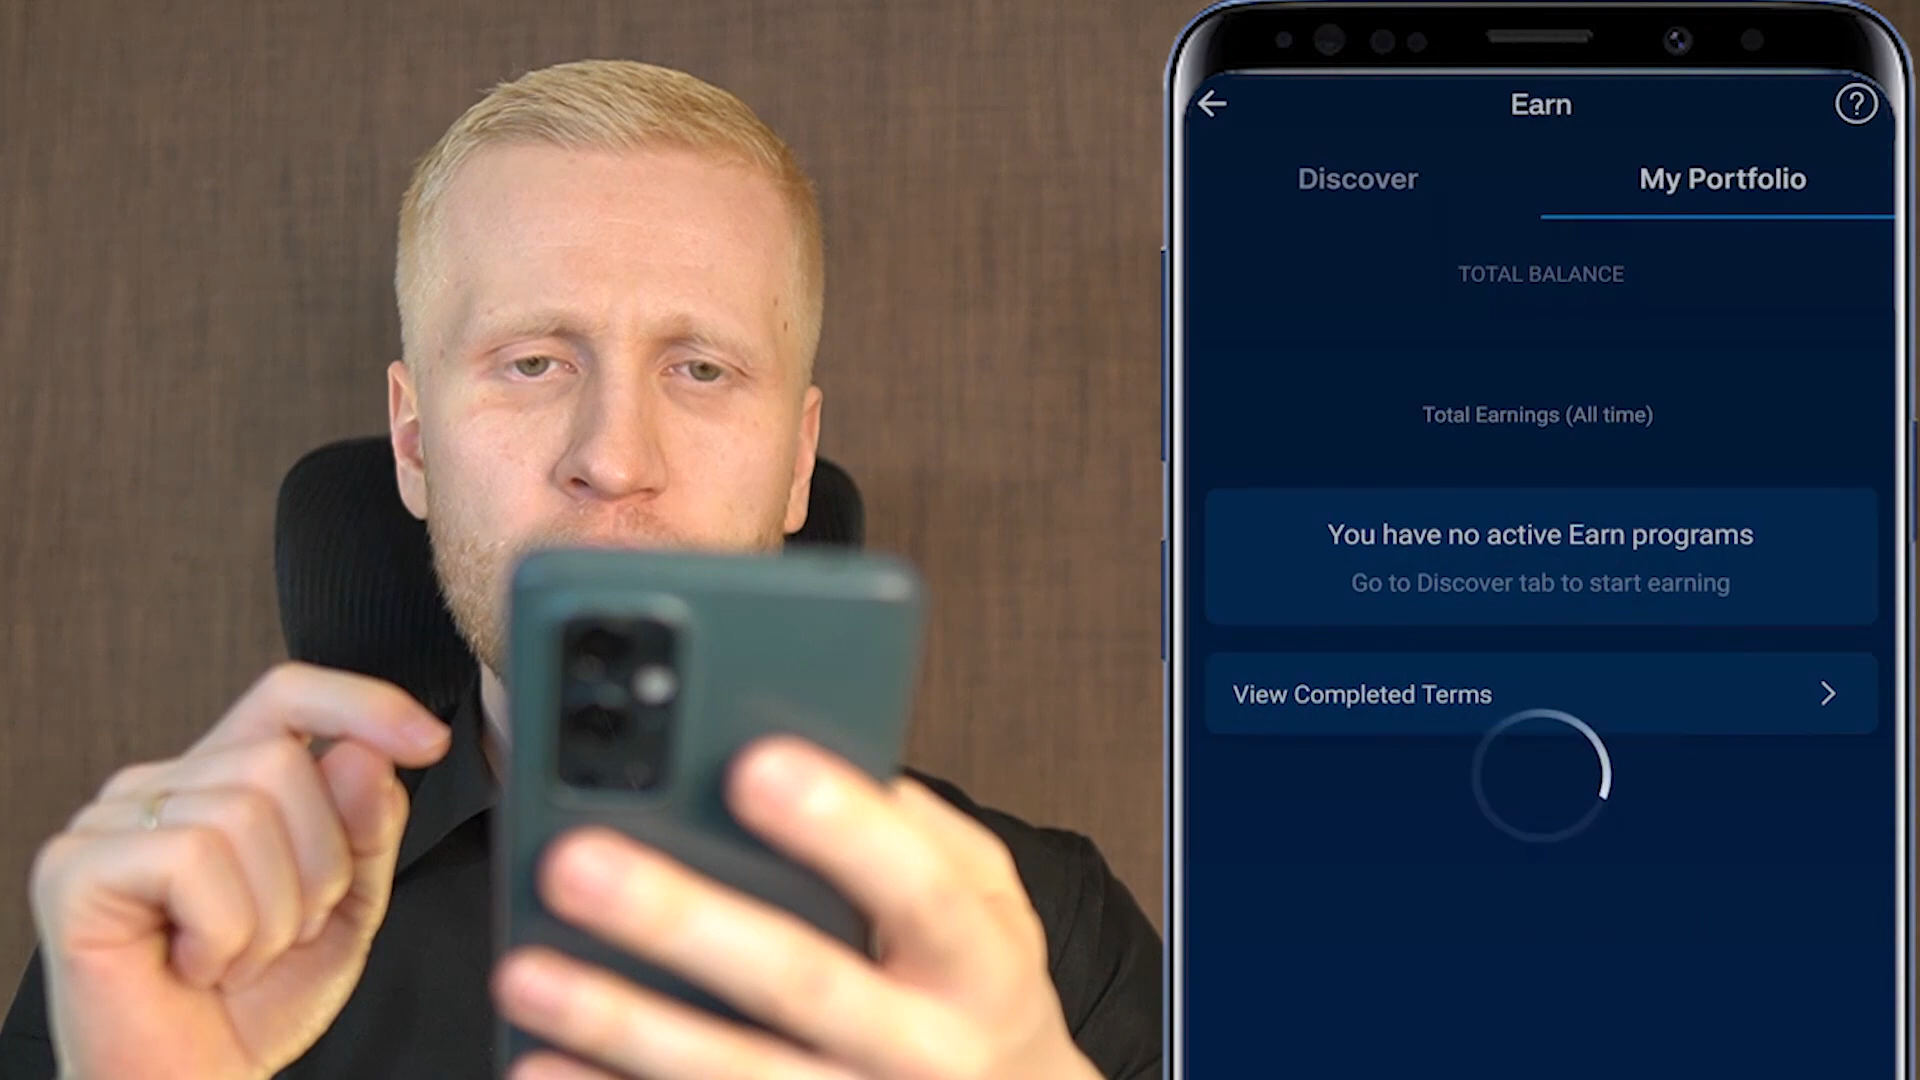 Earn
?
Discover
My Portfolio
TOTAL BALANCE
Total Earnings (All time)
You have no active Earn programs
Go to Discover tab to start earning
View Completed Terms